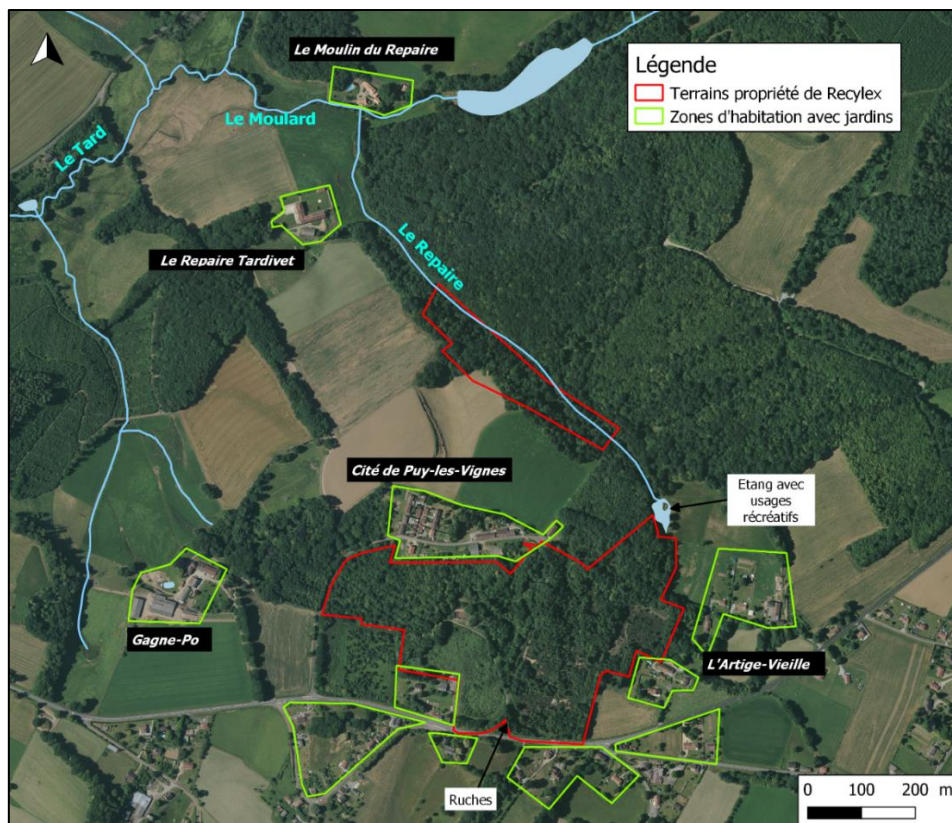 Le Moulin du Repaire
Légende
Terrains propriété de Recylex
Zones d'habitation avec jardins
Le Moulard
Le Tard
Le Repaire
Le Repaire Tardivet
Cité de Puy-les-Vignes
Etang avec
usages
récréatifs
Gagne-Po
L'Artige-Vieille
Ruches
0 100 200 m